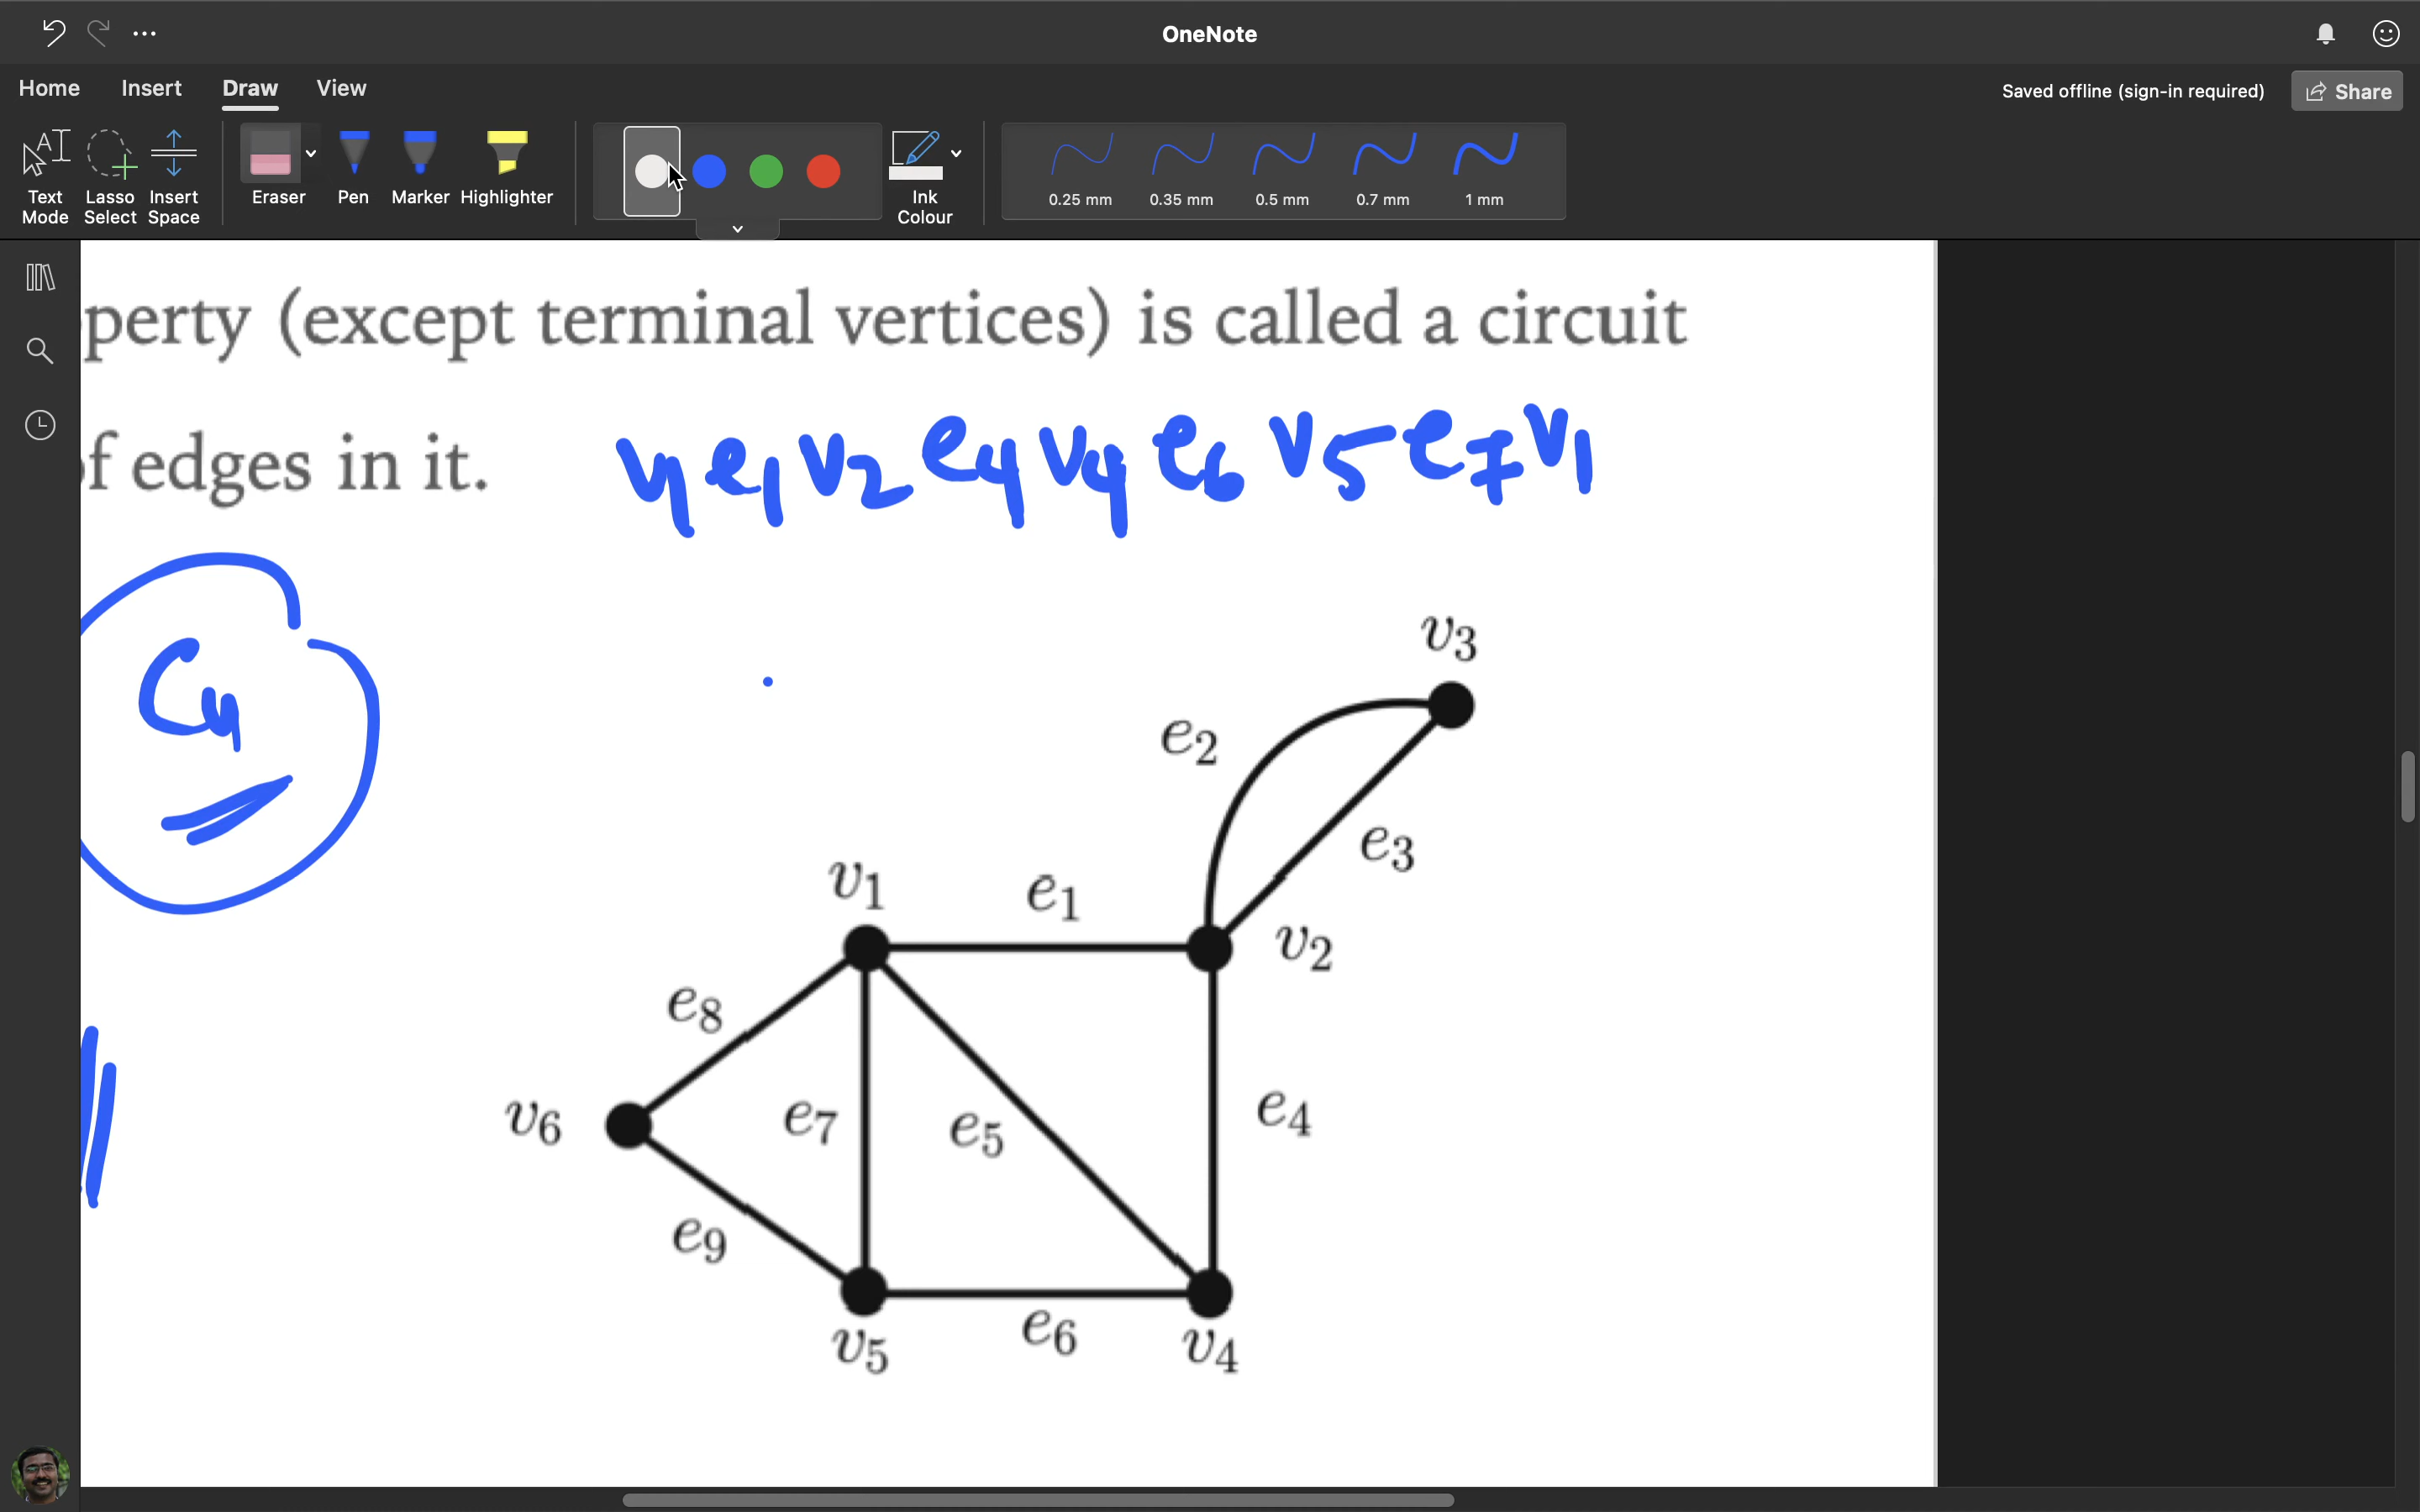 OneNote
Home Insert Draw View
Saved offline (sign-in required) Share
Text Mode
Lasso Select
Insert Space
Eraser
Pen
Marker
Highlighter
Ink Colour
0.25 mm 0.35 mm 0.5 mm 0.7 mm 1 mm
perty (except terminal vertices) is called a circuit
f edges in it.
v1 e1 v2 e4 v4 e6 v5 e7 v1
C4
v3
e2
e3
v1
e1
v2
e8
v6
e7
e5
e4
e9
v5
e6
v4